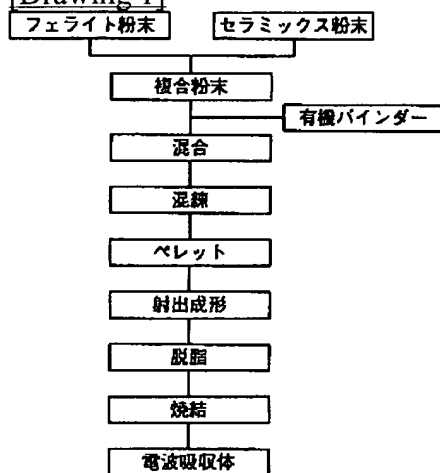 [Drawing 1]
フェライト粉末 セラミックス粉末
複合粉末
有機バインダー
混合
混練
ペレット
射出成形
脱脂
焼結
電波吸収体